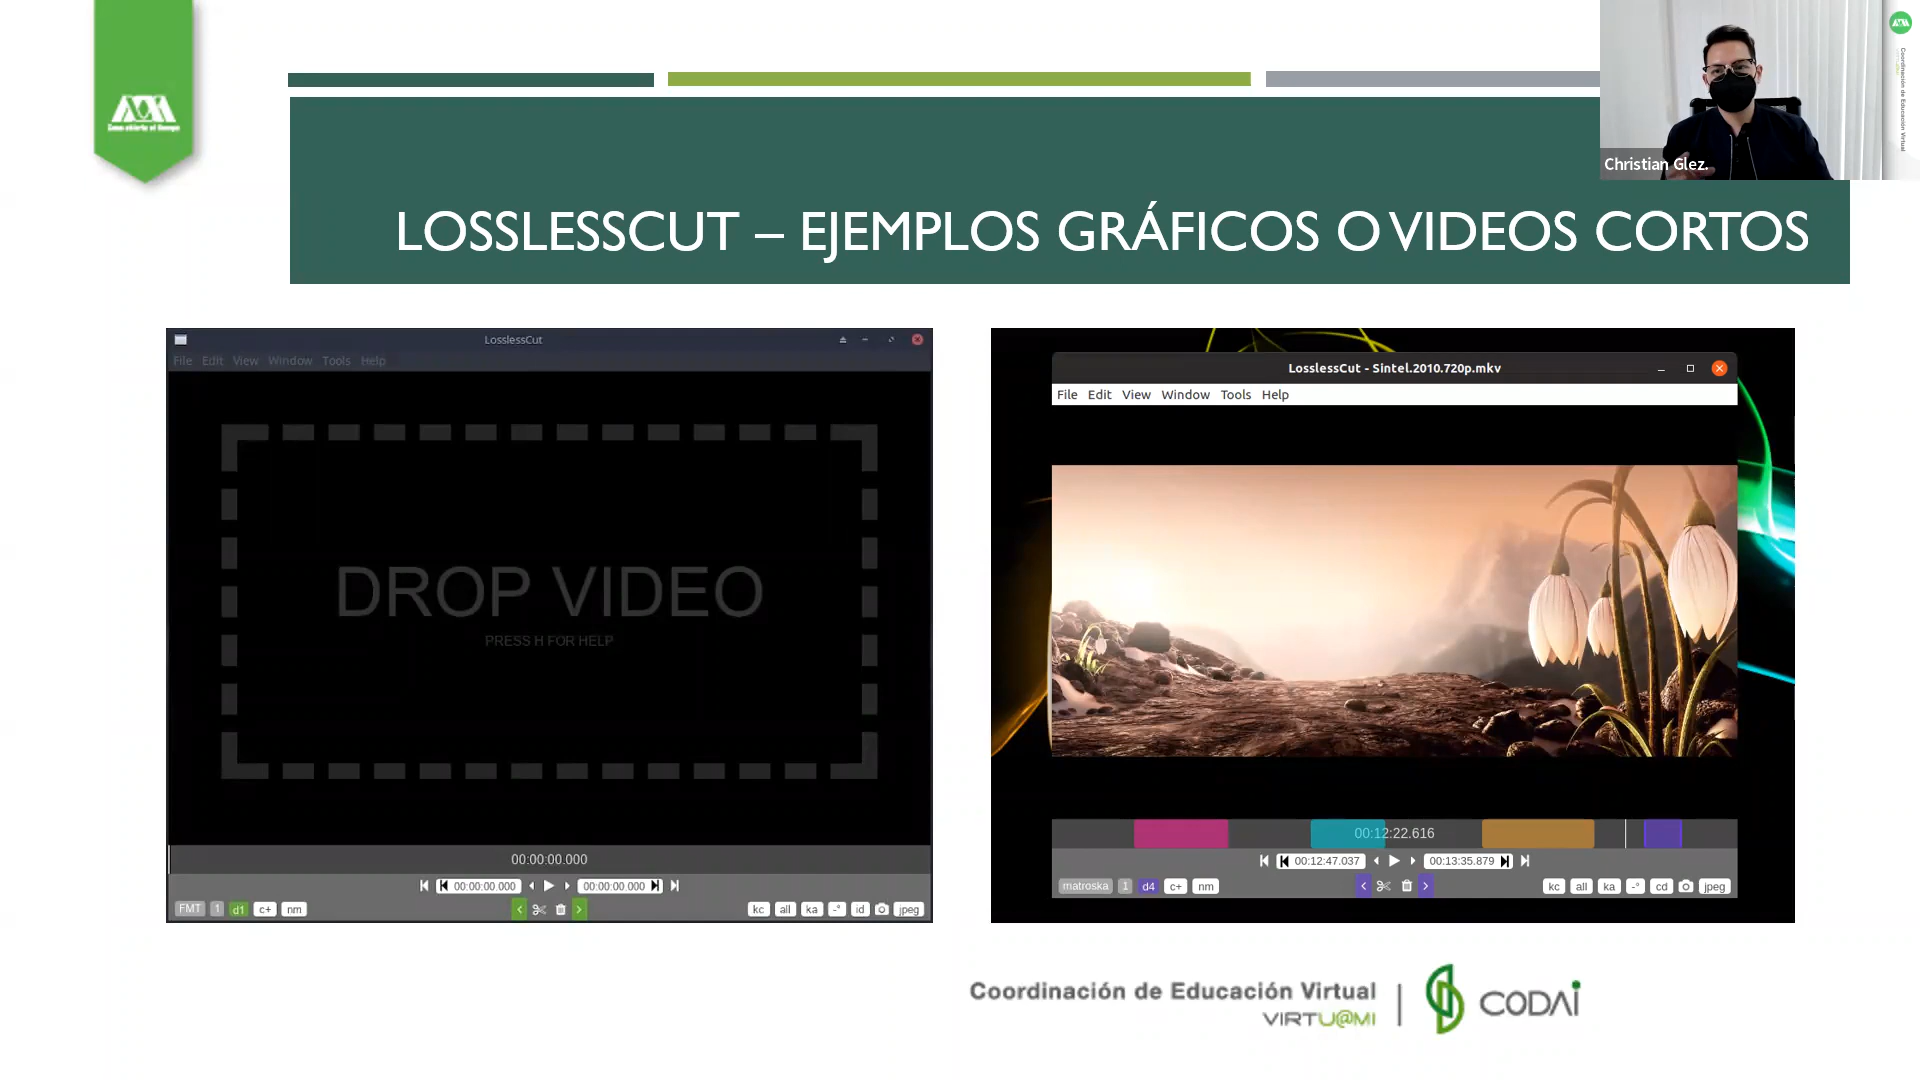 Christian Glez.
Coordinación de Educación Virtual
LOSSLESSCUT – EJEMPLOS GRÁFICOS O VIDEOS CORTOS
LosslessCut
File Edit View Window Tools Help
DROP VIDEO
PRESS H FOR HELP
00:00:00.000
00:00:00.000 00:00:00.000
FMT 1 d1 c+ nm kc all ka -° id jpeg
LosslessCut - Sintel.2010.720p.mkv
File Edit View Window Tools Help
00:12:22.616
00:12:47.037 00:13:35.879
matroska 1 d4 c+ nm kc all ka -° cd jpeg
Coordinación de Educación Virtual
VIRTU@MI
CODAI